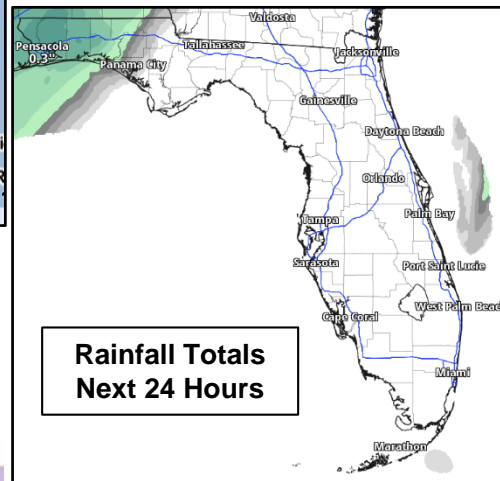 Valdosta
Pensacola
0.3"
Tallahassee
Panama City
Jacksonville
Gainesville
Daytona Beach
Orlando
Palm Bay
Tampa
Sarasota
Port Saint Lucie
Cape Coral
West Palm Beac
Miami
Marathon
Rainfall Totals
Next 24 Hours